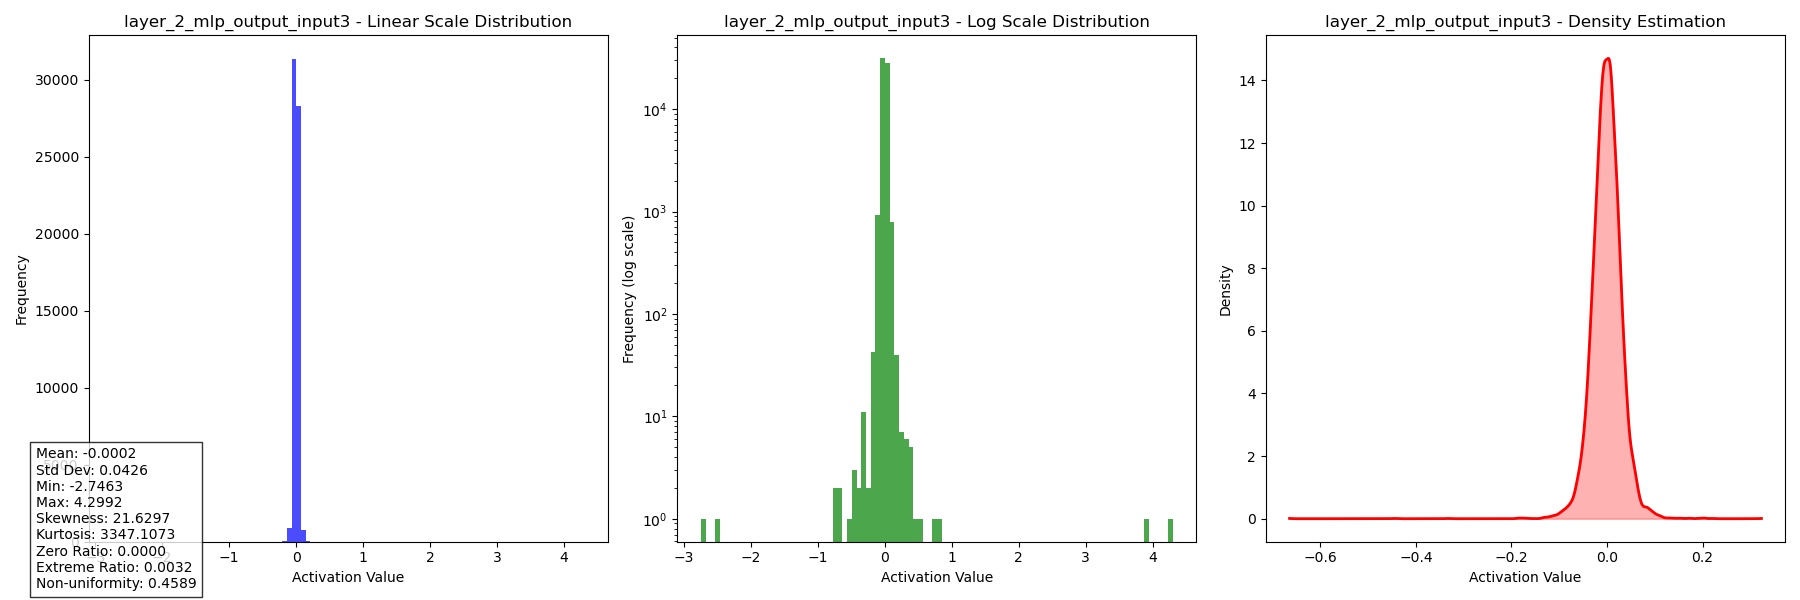 layer_2_mlp_output_input3 - Linear Scale Distribution
30000
25000
20000
15000
10000
5000
0
Frequency
−3 −2 −1 0 1 2 3 4
Activation Value
Mean: -0.0002
Std Dev: 0.0426
Min: -2.7463
Max: 4.2992
Skewness: 21.6297
Kurtosis: 3347.1073
Zero Ratio: 0.0000
Extreme Ratio: 0.0032
Non-uniformity: 0.4589
layer_2_mlp_output_input3 - Log Scale Distribution
10^4
10^3
10^2
10^1
10^0
Frequency (log scale)
−3 −2 −1 0 1 2 3 4
Activation Value
layer_2_mlp_output_input3 - Density Estimation
14
12
10
8
6
4
2
0
Density
−0.6 −0.4 −0.2 0.0 0.2
Activation Value